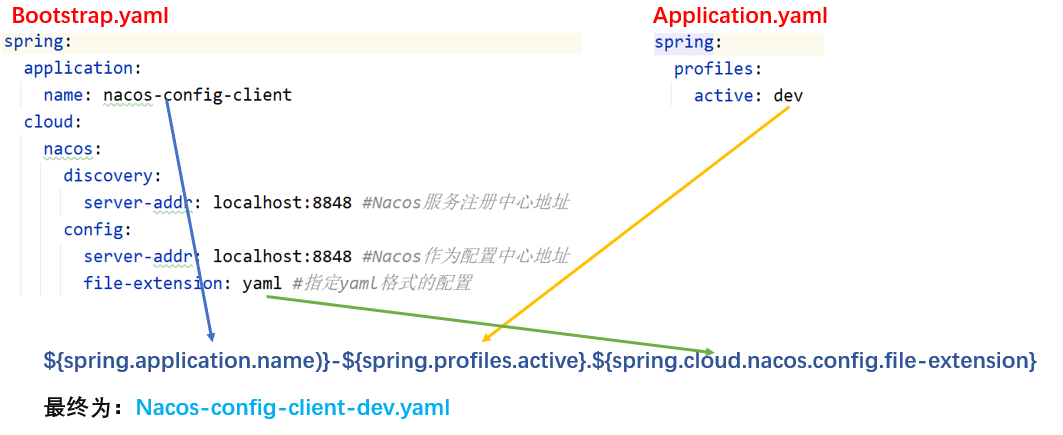 Bootstrap.yaml
spring:
  application:
    name: nacos-config-client
  cloud:
    nacos:
      discovery:
        server-addr: localhost:8848 #Nacos服务注册中心地址
      config:
        server-addr: localhost:8848 #Nacos作为配置中心地址
        file-extension: yaml #指定yaml格式的配置
Application.yaml
spring:
  profiles:
    active: dev
${spring.application.name)}-${spring.profiles.active}.${spring.cloud.nacos.config.file-extension}
最终为：Nacos-config-client-dev.yaml